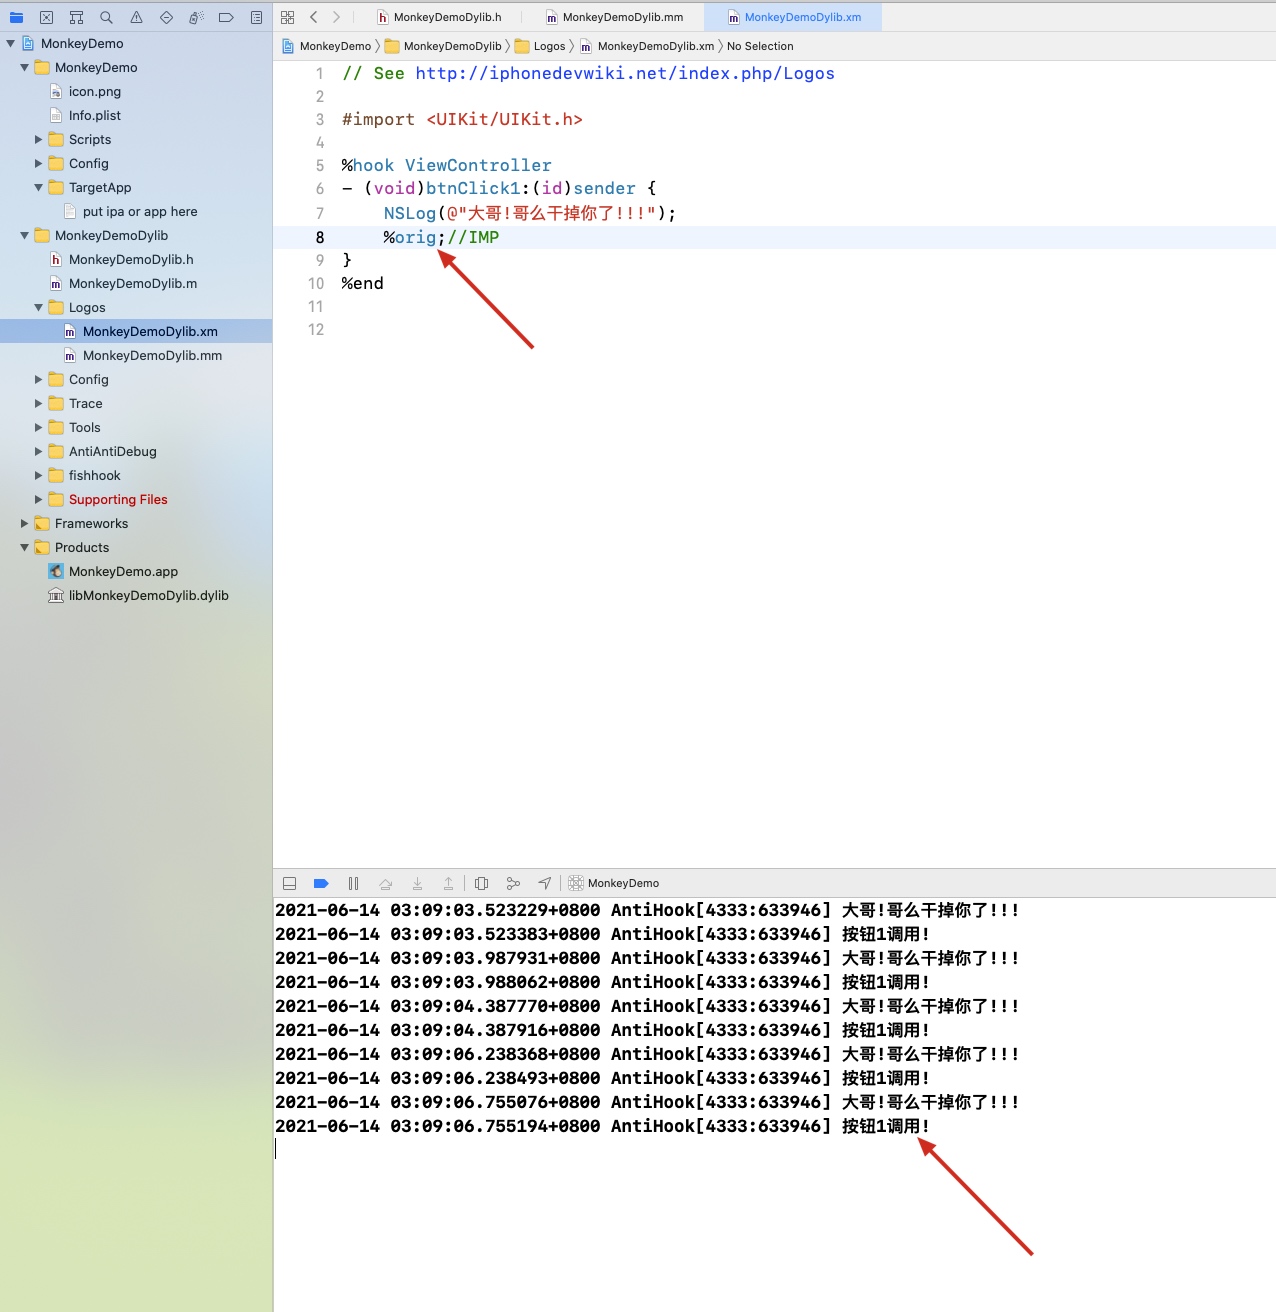 MonkeyDemo
MonkeyDemo
icon.png
Info.plist
Scripts
Config
TargetApp
put ipa or app here
MonkeyDemoDylib
MonkeyDemoDylib.h
MonkeyDemoDylib.m
Logos
MonkeyDemoDylib.xm
MonkeyDemoDylib.mm
Config
Trace
Tools
AntiAntiDebug
fishhook
Supporting Files
Frameworks
Products
MonkeyDemo.app
libMonkeyDemoDylib.dylib
h MonkeyDemoDylib.h m MonkeyDemoDylib.mm m MonkeyDemoDylib.xm
MonkeyDemo 〉 MonkeyDemoDylib 〉 Logos 〉 m MonkeyDemoDylib.xm 〉 No Selection
1 // See http://iphonedevwiki.net/index.php/Logos
2
3 #import <UIKit/UIKit.h>
4
5 %hook ViewController
6 - (void)btnClick1:(id)sender {
7 NSLog(@"大哥!哥么干掉你了!!!");
8 %orig;//IMP
9 }
10 %end
11
12
MonkeyDemo
2021-06-14 03:09:03.523229+0800 AntiHook[4333:633946] 大哥!哥么干掉你了!!!
2021-06-14 03:09:03.523383+0800 AntiHook[4333:633946] 按钮1调用!
2021-06-14 03:09:03.987931+0800 AntiHook[4333:633946] 大哥!哥么干掉你了!!!
2021-06-14 03:09:03.988062+0800 AntiHook[4333:633946] 按钮1调用!
2021-06-14 03:09:04.387770+0800 AntiHook[4333:633946] 大哥!哥么干掉你了!!!
2021-06-14 03:09:04.387916+0800 AntiHook[4333:633946] 按钮1调用!
2021-06-14 03:09:06.238368+0800 AntiHook[4333:633946] 大哥!哥么干掉你了!!!
2021-06-14 03:09:06.238493+0800 AntiHook[4333:633946] 按钮1调用!
2021-06-14 03:09:06.755076+0800 AntiHook[4333:633946] 大哥!哥么干掉你了!!!
2021-06-14 03:09:06.755194+0800 AntiHook[4333:633946] 按钮1调用!